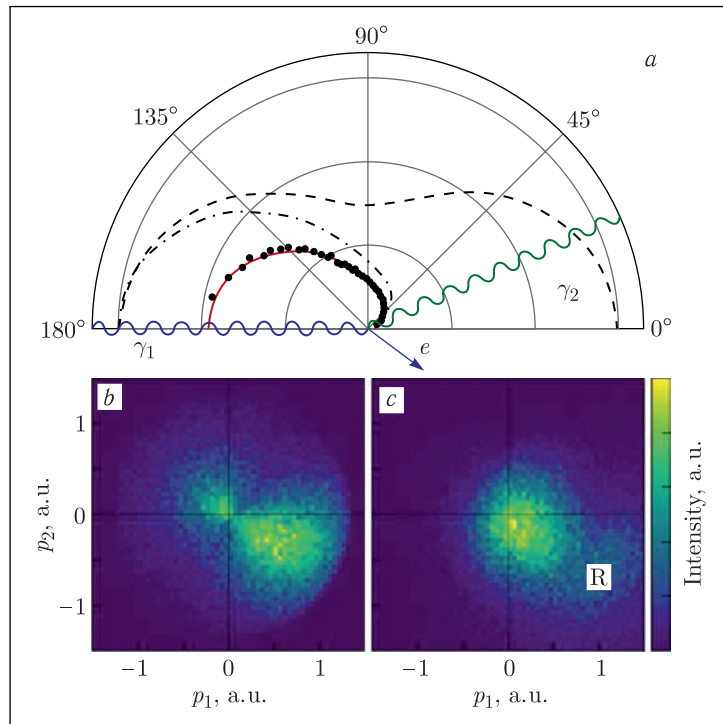 90°
a
135°
45°
γ₂
180°
0°
γ₁
e
b
c
1
0
−1
p₂, a.u.
R
Intensity, a. u.
−1
0
1
−1
0
1
p₁, a.u.
p₁, a.u.